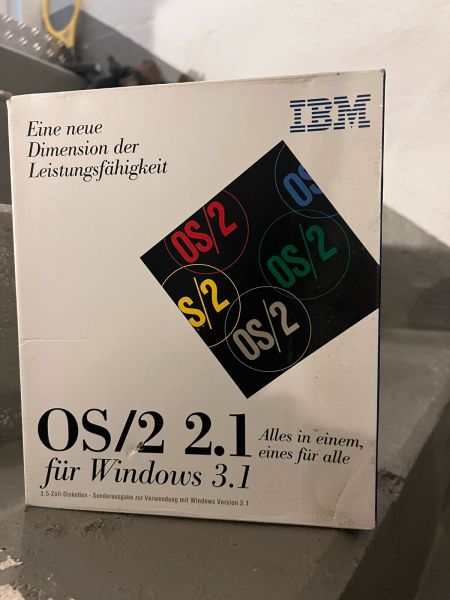 Eine neue
Dimension der
Leistungsfähigkeit
IBM
OS
OS/2
OS/2
S/2
OS/2
OS/2 2.1
für Windows 3.1
Alles in einem,
eines für alle
3.5-Zoll-Disketten - Sonderausgabe zur Verwendung mit Windows Version 3.1